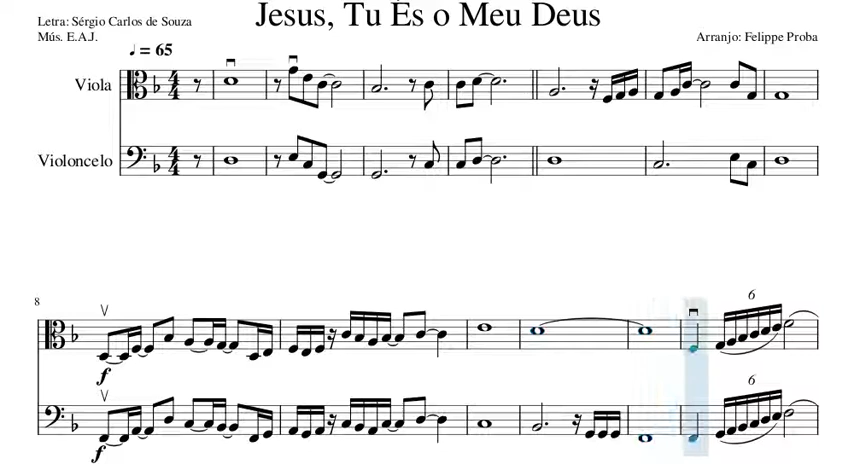 Jesus, Tu És o Meu Deus
Letra: Sérgio Carlos de Souza
Mús. E.A.J.
Arranjo: Felippe Proba
♩ = 65
Viola
Violoncelo
8
6
f
6
f